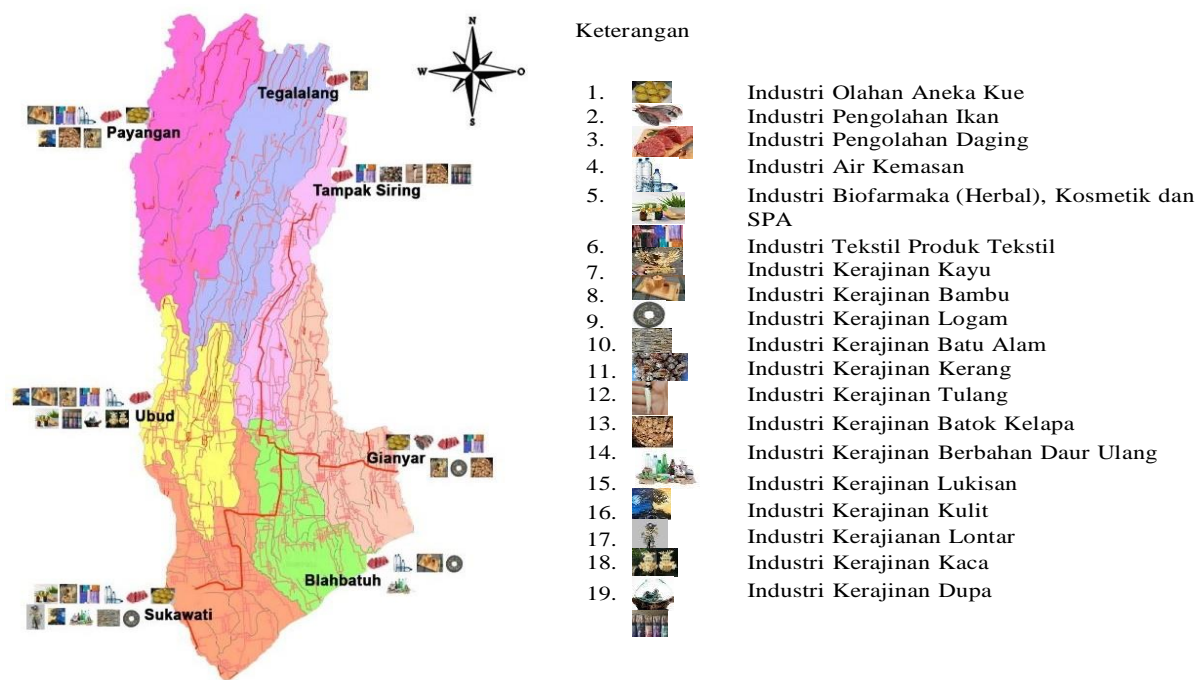 N
W
O
S
Tegalalang
Payangan
Tampak Siring
Ubud
Gianyar
Blahbatuh
Sukawati
Keterangan
1. Industri Olahan Aneka Kue
2. Industri Pengolahan Ikan
3. Industri Pengolahan Daging
4. Industri Air Kemasan
5. Industri Biofarmaka (Herbal), Kosmetik dan
SPA
6. Industri Tekstil Produk Tekstil
7. Industri Kerajinan Kayu
8. Industri Kerajinan Bambu
9. Industri Kerajinan Logam
10. Industri Kerajinan Batu Alam
11. Industri Kerajinan Kerang
12. Industri Kerajinan Tulang
13. Industri Kerajinan Batok Kelapa
14. Industri Kerajinan Berbahan Daur Ulang
15. Industri Kerajinan Lukisan
16. Industri Kerajinan Kulit
17. Industri Kerajianan Lontar
18. Industri Kerajinan Kaca
19. Industri Kerajinan Dupa